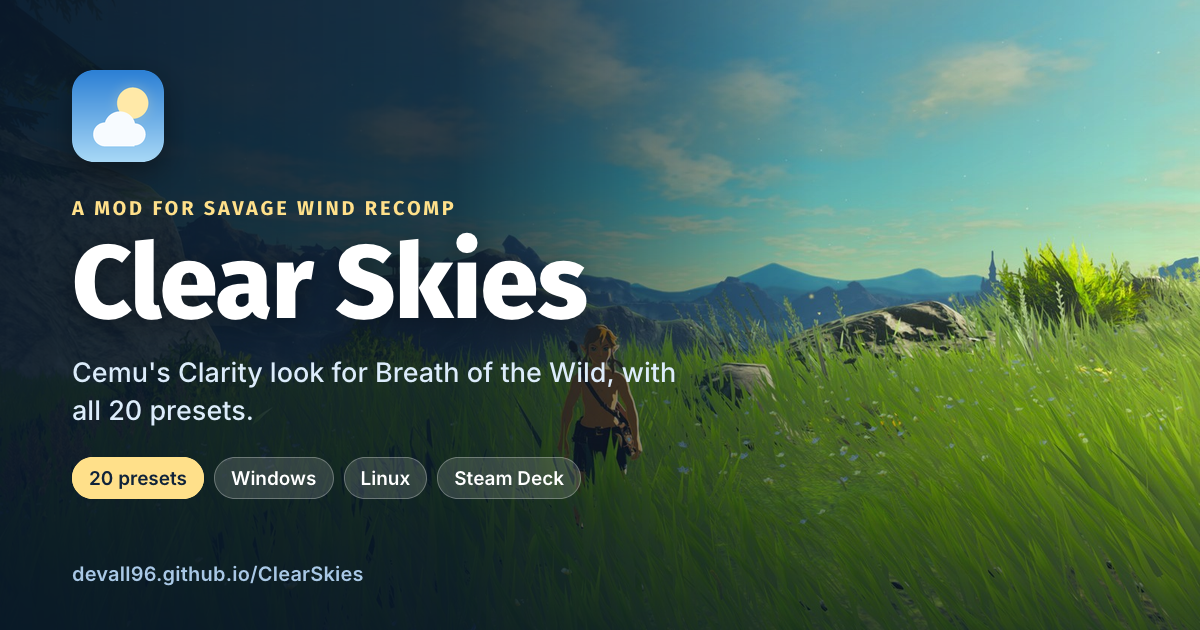 A MOD FOR SAVAGE WIND RECOMP
Clear Skies
Cemu's Clarity look for Breath of the Wild, with
all 20 presets.
20 presets Windows Linux Steam Deck
devall96.github.io/ClearSkies